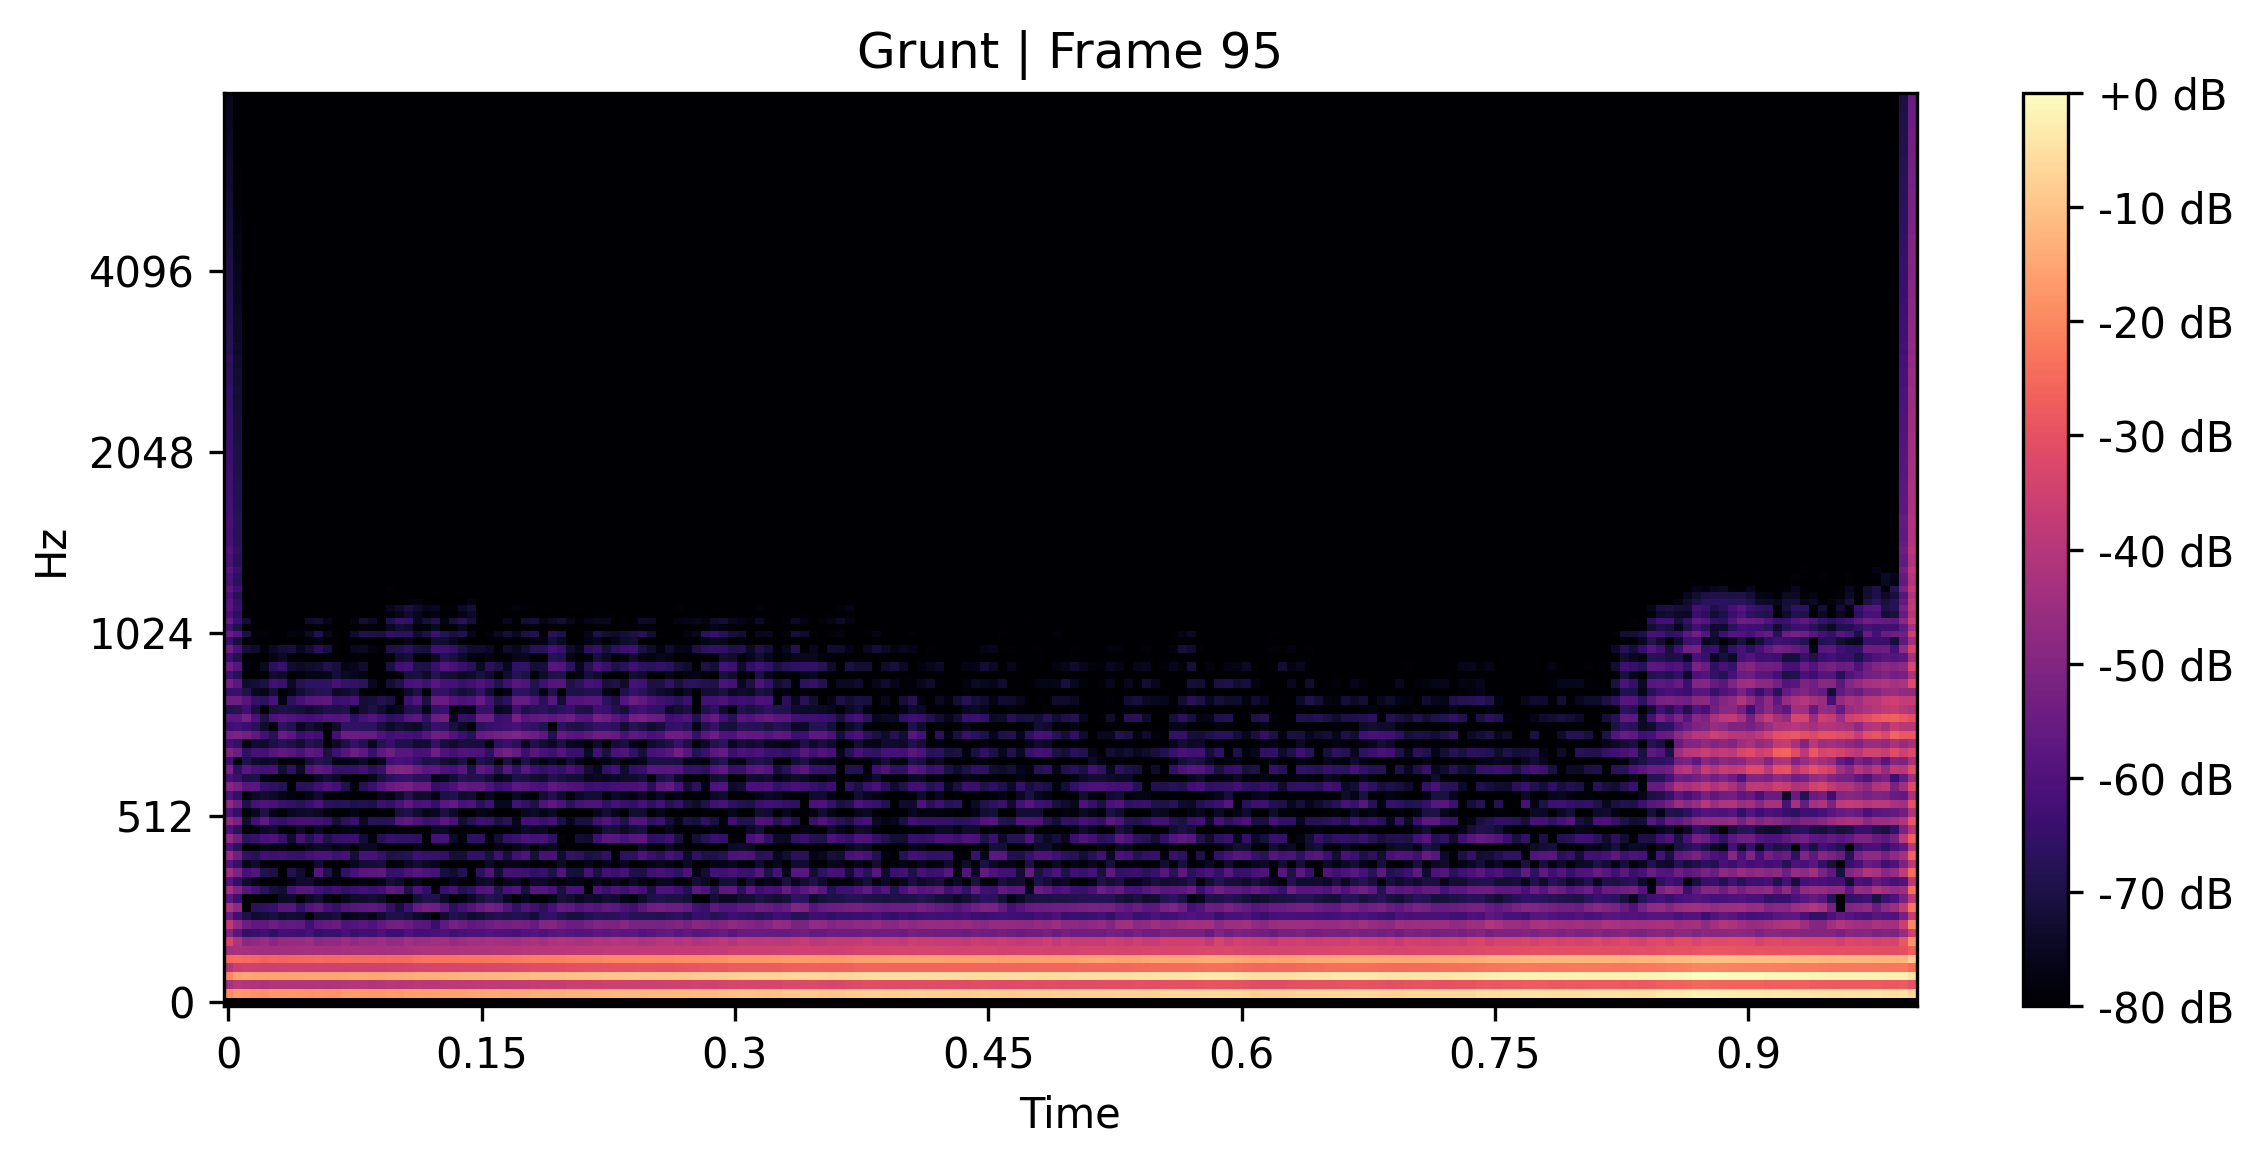 Grunt | Frame 95
Hz
4096
2048
1024
512
0
0 0.15 0.3 0.45 0.6 0.75 0.9
Time
+0 dB
-10 dB
-20 dB
-30 dB
-40 dB
-50 dB
-60 dB
-70 dB
-80 dB